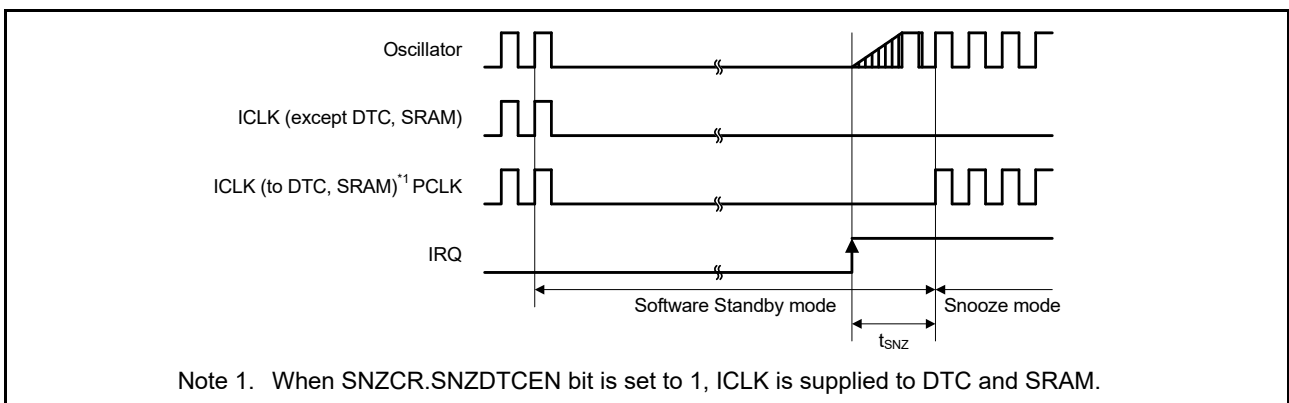 Oscillator
ICLK (except DTC, SRAM)
ICLK (to DTC, SRAM)*1 PCLK
IRQ
Software Standby mode
Snooze mode
tSNZ
Note 1. When SNZCR.SNZDTCEN bit is set to 1, ICLK is supplied to DTC and SRAM.